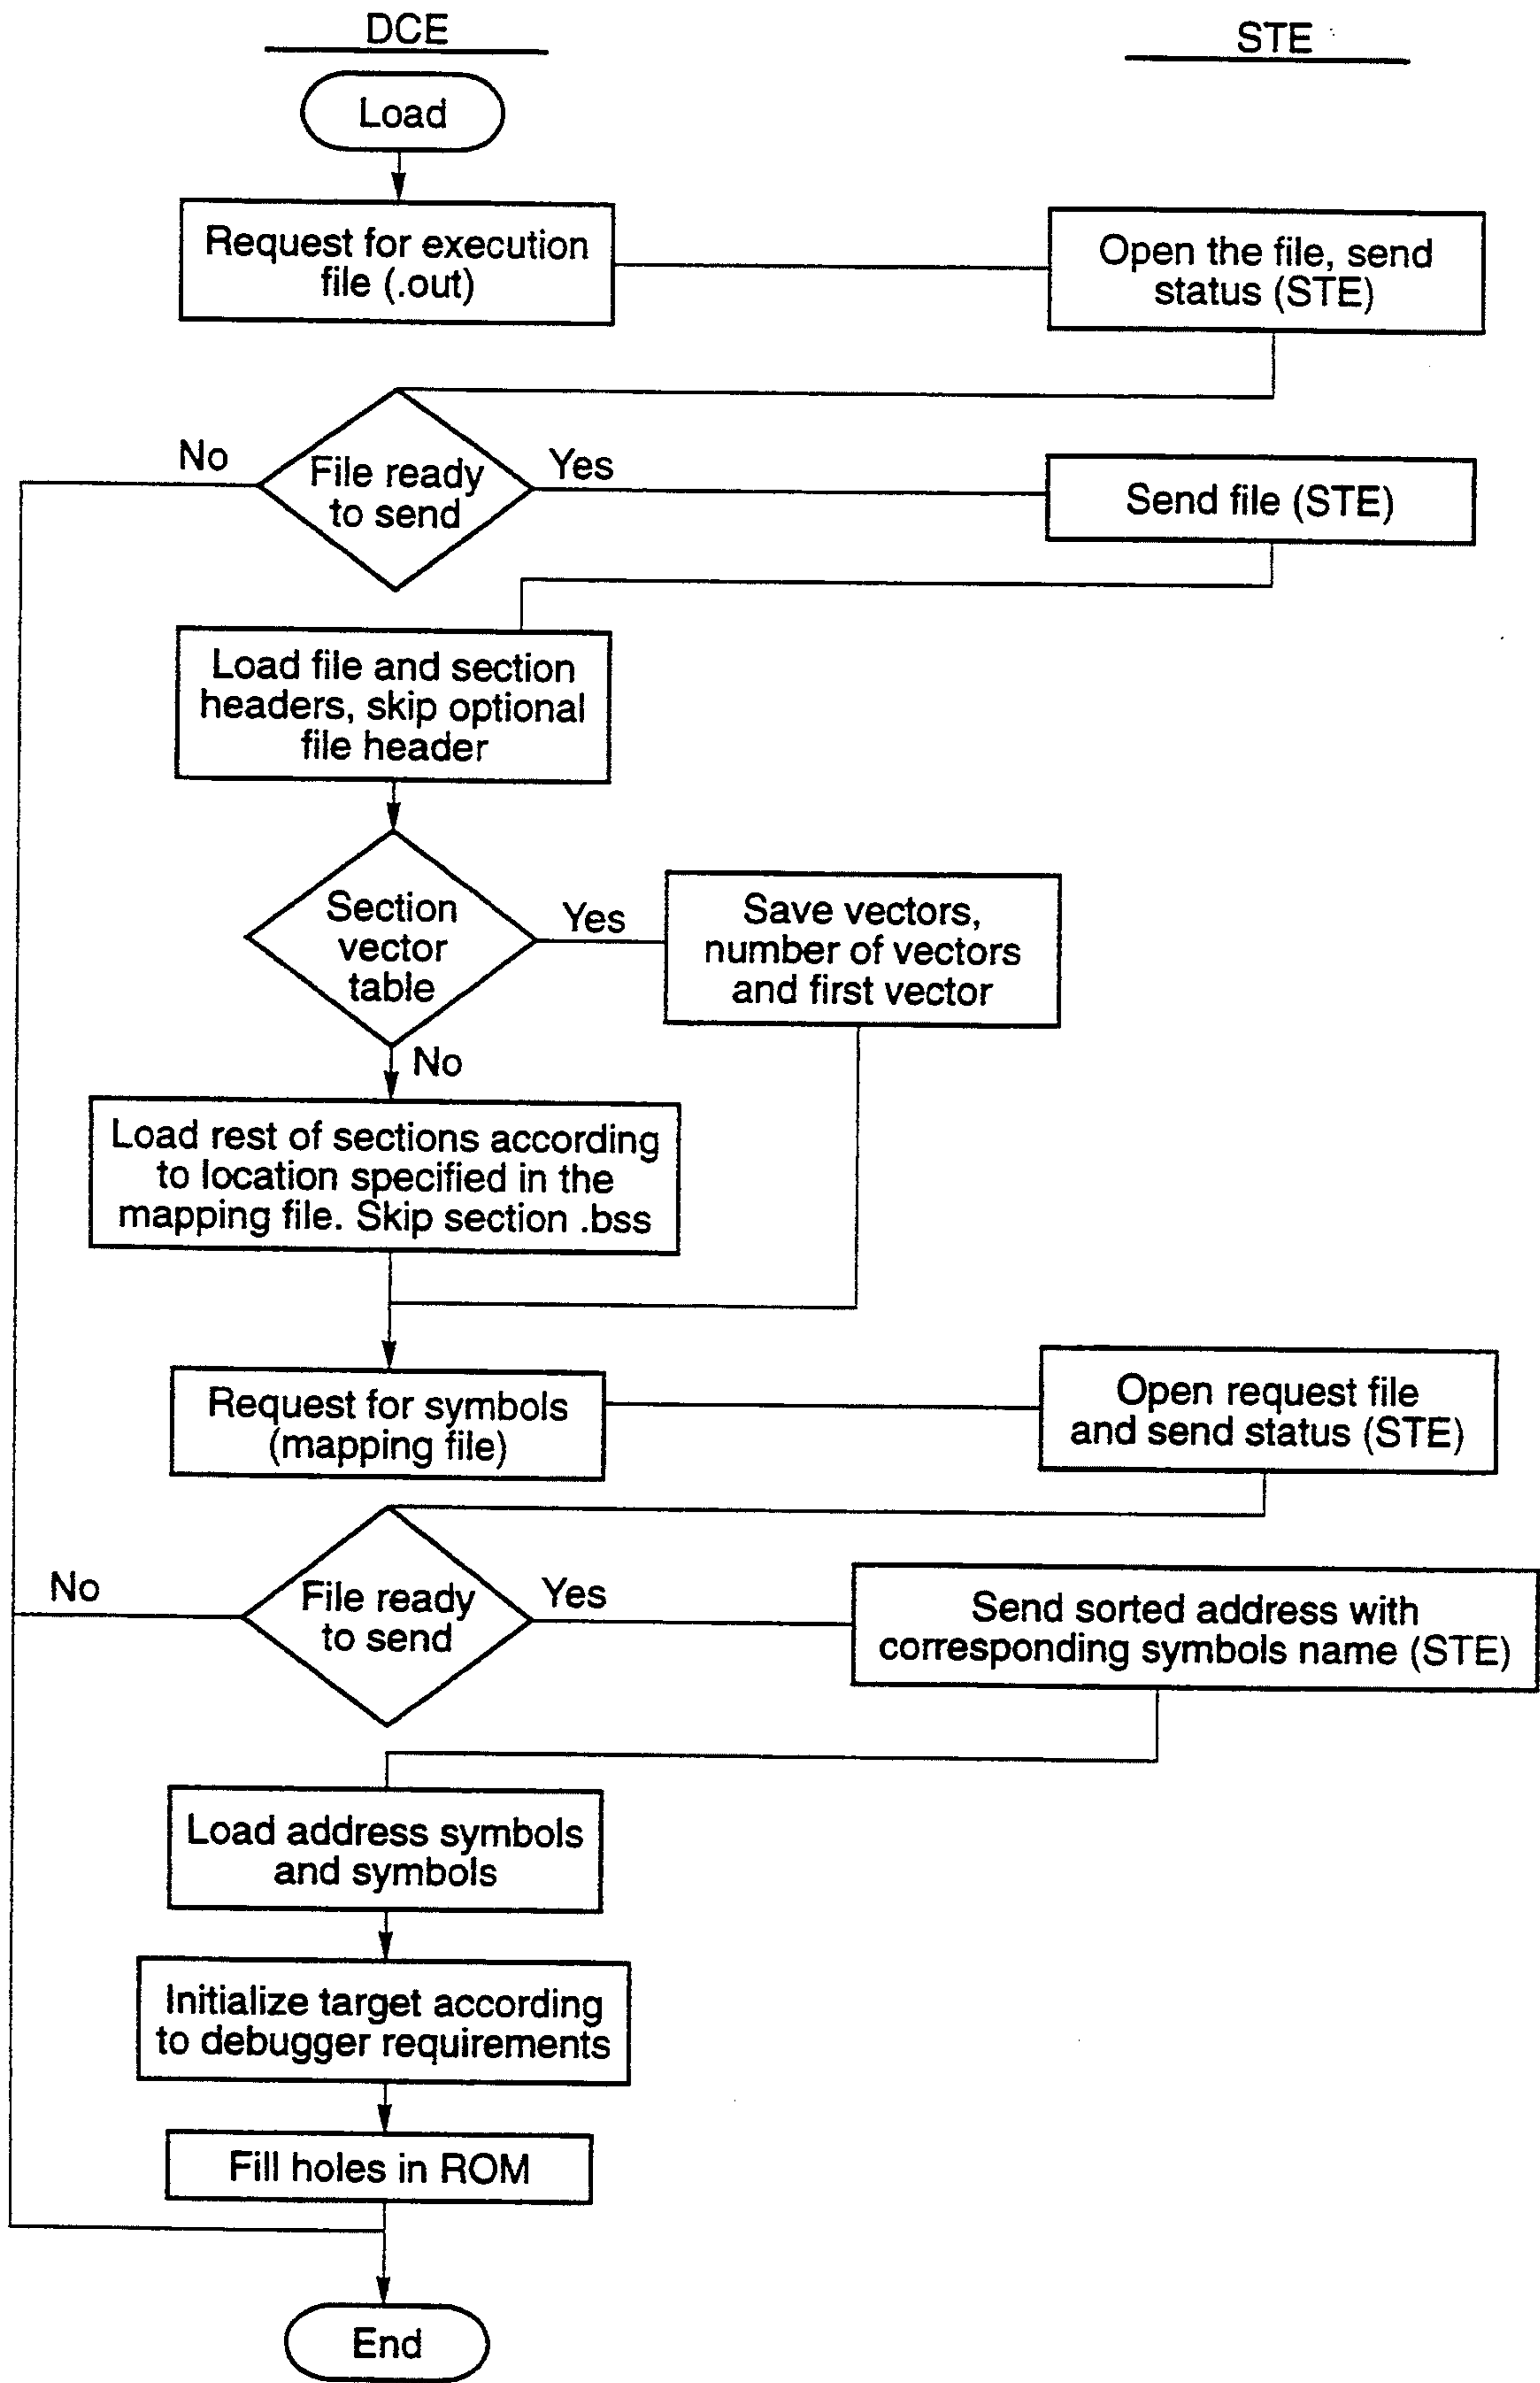 DCE
STE
Load
Request for execution
file (.out)
Open the file, send
status (STE)
No
File ready
to send
Yes
Send file (STE)
Load file and section
headers, skip optional
file header
Section
vector
table
Yes
Save vectors,
number of vectors
and first vector
No
Load rest of sections according
to location specified in the
mapping file. Skip section .bss
Request for symbols
(mapping file)
Open request file
and send status (STE)
No
File ready
to send
Yes
Send sorted address with
corresponding symbols name (STE)
Load address symbols
and symbols
Initialize target according
to debugger requirements
Fill holes in ROM
End